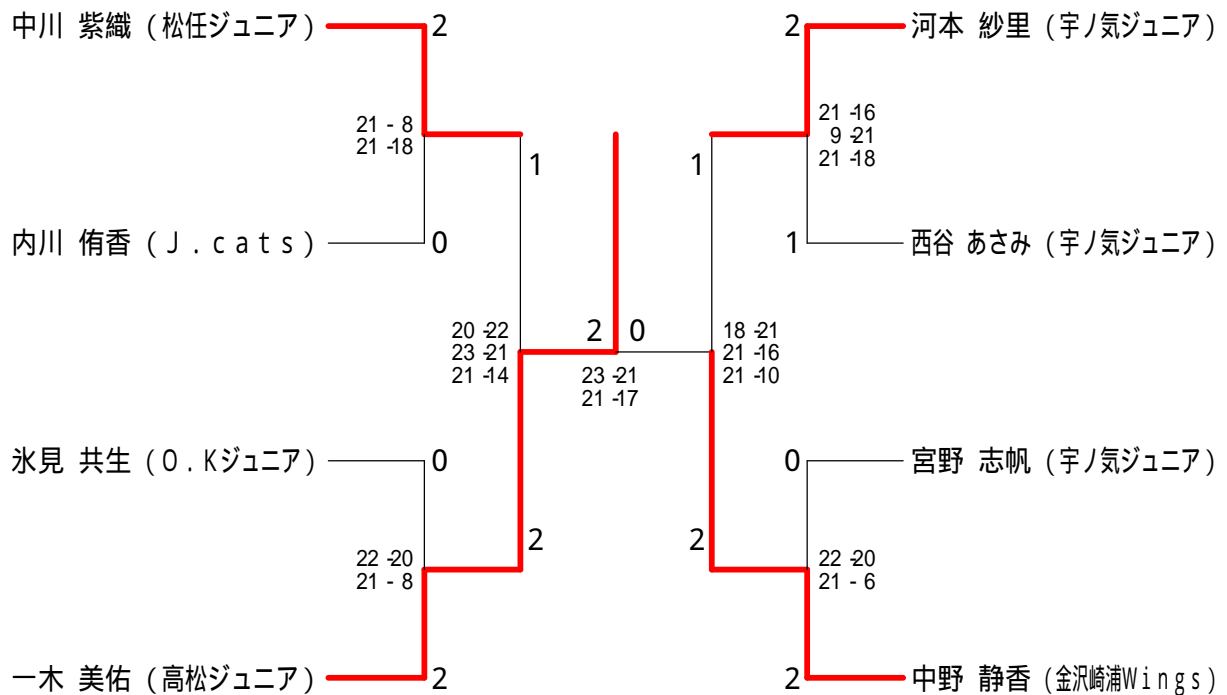 中川 紫織 (松任ジュニア) 2 2 河本 紗里 (宇ノ気ジュニア)
21 - 8
21 -18
21 -16
9 -21
21 -18
1 1
内川 侑香 (J.cats) 0 1 西谷 あさみ (宇ノ気ジュニア)
20 -22
23 -21
21 -14
2 0
23 -21
21 -17
18 -21
21 -16
21 -10
氷見 共生 (O.Kジュニア) 0 0 宮野 志帆 (宇ノ気ジュニア)
2 2
22 -20
21 - 8
22 -20
21 - 6
一木 美佑 (高松ジュニア) 2 2 中野 静香 (金沢崎浦Wings)